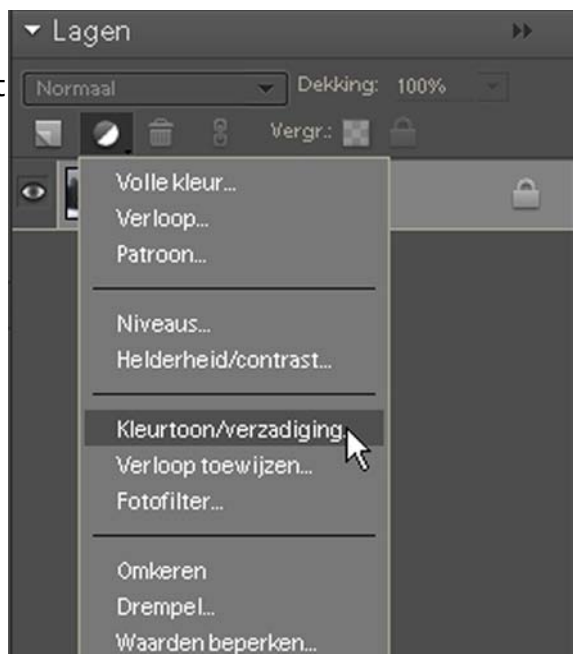 Lagen
t
Normaal Dekking: 100%
Vergr.:
Volle kleur...
Verloop...
Patroon...
Niveaus...
Helderheid/contrast...
Kleurtoon/verzadiging...
Verloop toewijzen...
Fotofilter...
Omkeren
Drempel...
Waarden beperken...